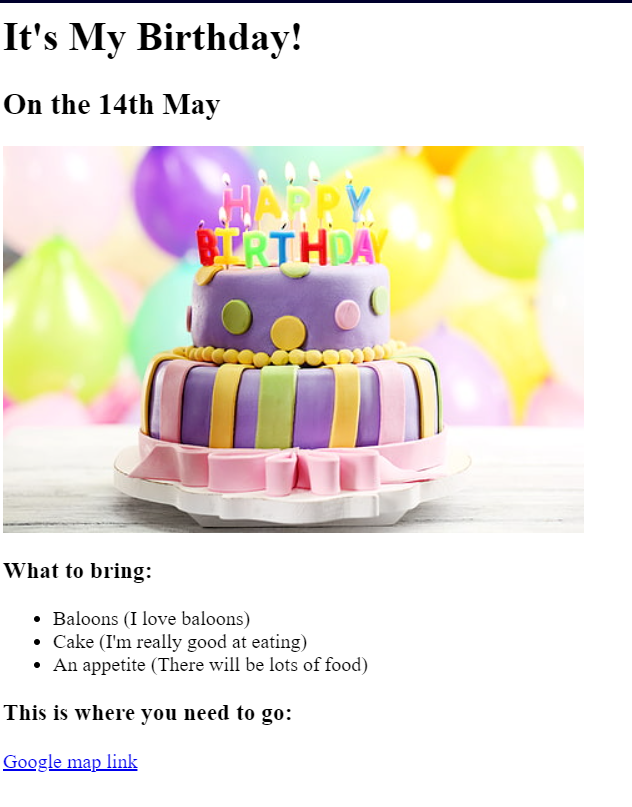 It's My Birthday!
On the 14th May
HAPPY
BIRTHDAY
What to bring:
Baloons (I love baloons)
Cake (I'm really good at eating)
An appetite (There will be lots of food)
This is where you need to go:
Google map link